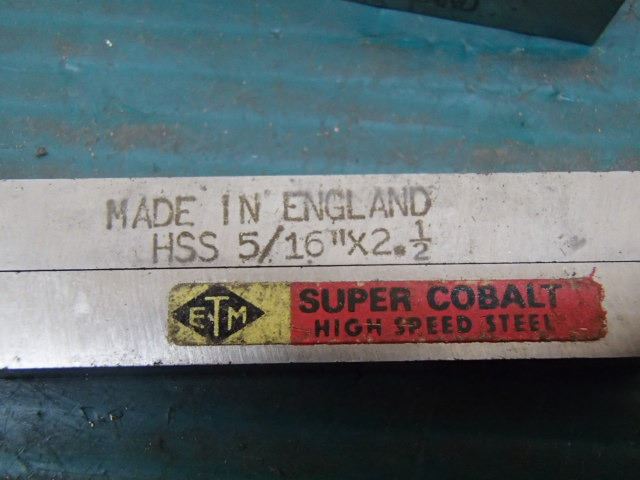 MADE IN ENGLAND
HSS 5/16"X2.½
ETM
SUPER COBALT
HIGH SPEED STEEL